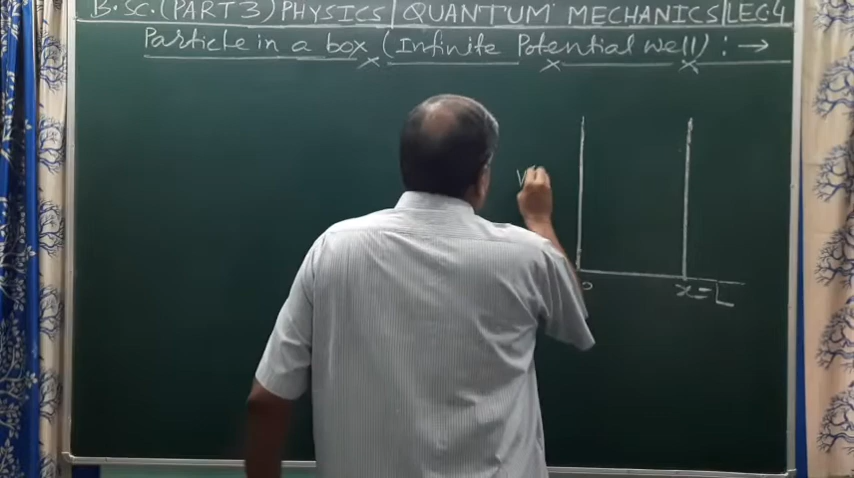 B.SC.(PART 3) PHYSICS / QUANTUM MECHANICS/LEC.4
Particle in a box (Infinite Potential well) : →
V
0
x=L